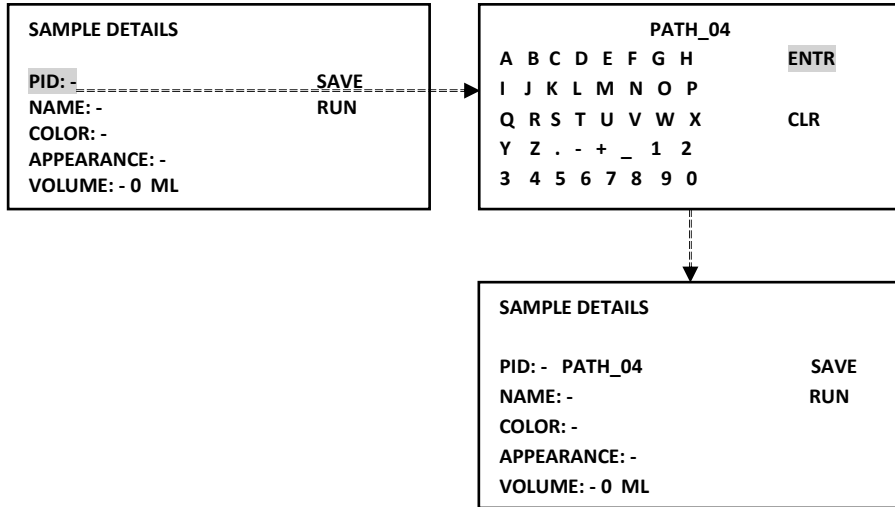 SAMPLE DETAILS
PID: -
SAVE
NAME: -
RUN
COLOR: -
APPEARANCE: -
VOLUME: - 0 ML
PATH_04
A B C D E F G H
ENTR
I J K L M N O P
Q R S T U V W X
CLR
Y Z . - + _ 1 2
3 4 5 6 7 8 9 0
SAMPLE DETAILS
PID: - PATH_04
SAVE
NAME: -
RUN
COLOR: -
APPEARANCE: -
VOLUME: - 0 ML